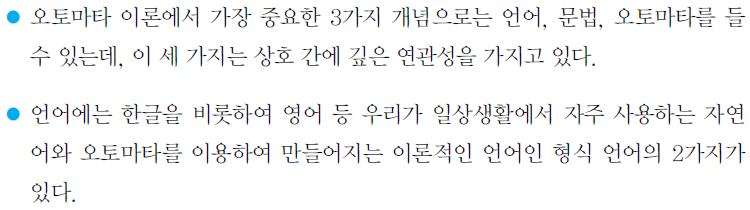 ● 오토마타 이론에서 가장 중요한 3가지 개념으로는 언어, 문법, 오토마타를 들
수 있는데, 이 세 가지는 상호 간에 깊은 연관성을 가지고 있다.
● 언어에는 한글을 비롯하여 영어 등 우리가 일상생활에서 자주 사용하는 자연
어와 오토마타를 이용하여 만들어지는 이론적인 언어인 형식 언어의 2가지가
있다.